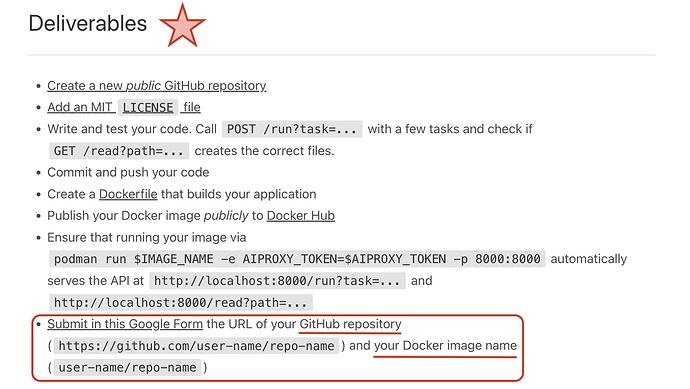 Deliverables
• Create a new public GitHub repository
• Add an MIT LICENSE file
• Write and test your code. Call POST /run?task=... with a few tasks and check if
GET /read?path=... creates the correct files.
• Commit and push your code
• Create a Dockerfile that builds your application
• Publish your Docker image publicly to Docker Hub
• Ensure that running your image via
podman run $IMAGE_NAME -e AIPROXY_TOKEN=$AIPROXY_TOKEN -p 8000:8000 automatically
serves the API at http://localhost:8000/run?task=... and
http://localhost:8000/read?path=...
• Submit in this Google Form the URL of your GitHub repository
( https://github.com/user-name/repo-name ) and your Docker image name
( user-name/repo-name )